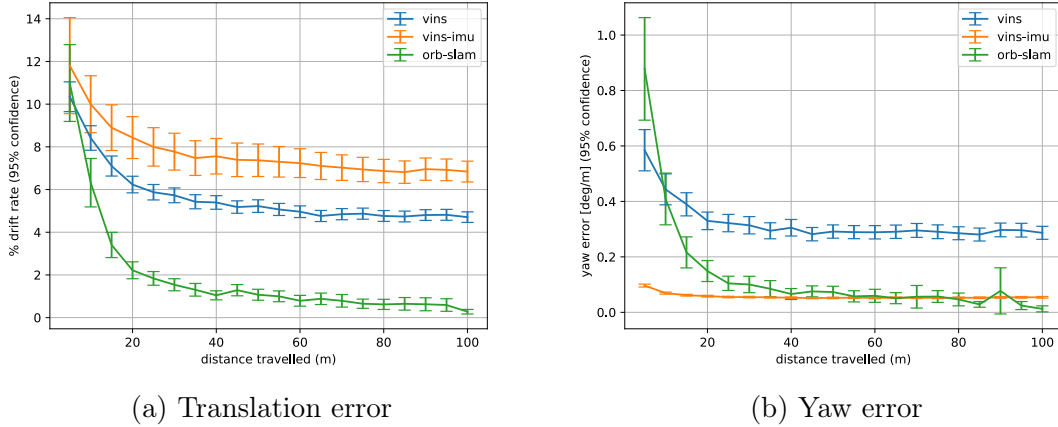 14
12
10
8
6
4
2
0
% drift rate (95% confidence)
vins
vins-imu
orb-slam
20
40
60
80
100
distance travelled (m)
(a) Translation error
1.0
0.8
0.6
0.4
0.2
0.0
yaw error [deg/m] (95% confidence)
vins
vins-imu
orb-slam
20
40
60
80
100
distance travelled (m)
(b) Yaw error